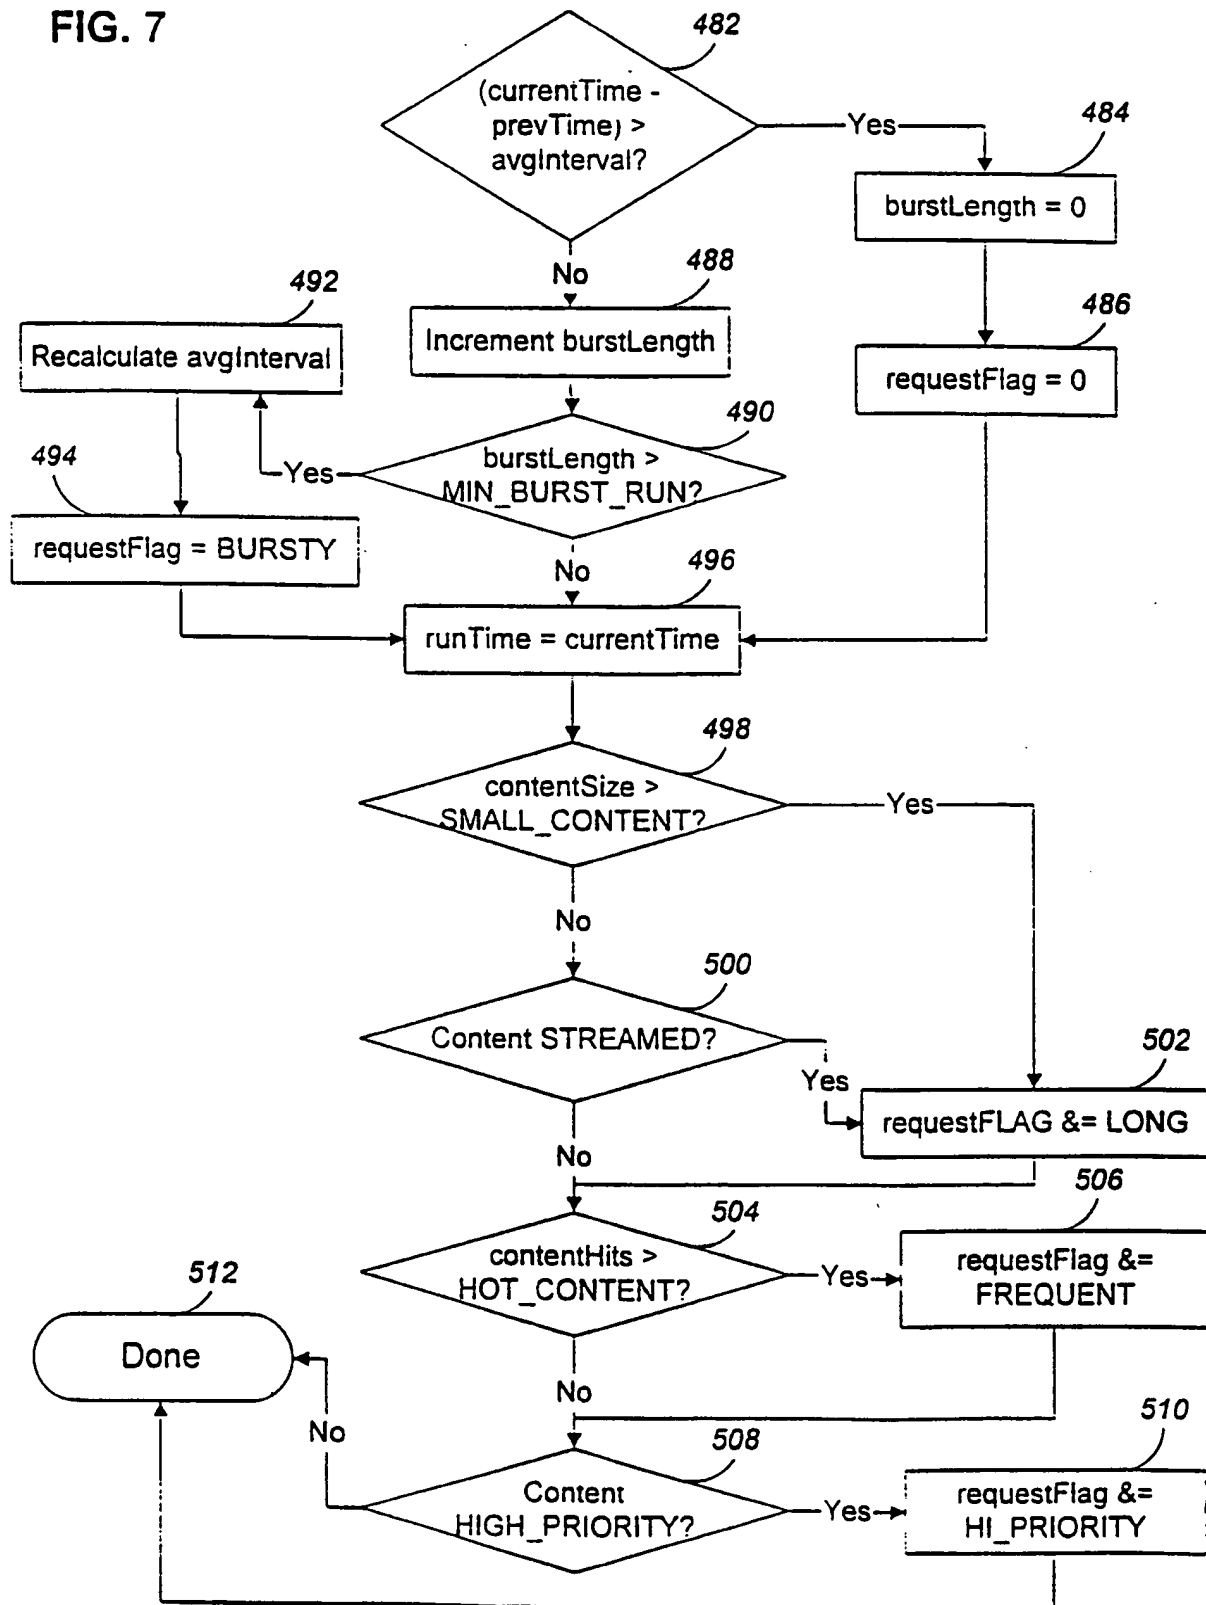 FIG. 7
482
(currentTime -
prevTime) >
avgInterval?
Yes
484
burstLength = 0
No
488
492
486
Recalculate avgInterval
Increment burstLength
requestFlag = 0
490
494
Yes
burstLength >
MIN_BURST_RUN?
requestFlag = BURSTY
No
496
runTime = currentTime
498
contentSize >
SMALL_CONTENT?
Yes
No
500
Content STREAMED?
Yes
502
requestFLAG &= LONG
No
506
504
contentHits >
HOT_CONTENT?
Yes
requestFlag &=
FREQUENT
512
Done
No
No
508
510
Content
HIGH_PRIORITY?
Yes
requestFlag &=
HI_PRIORITY